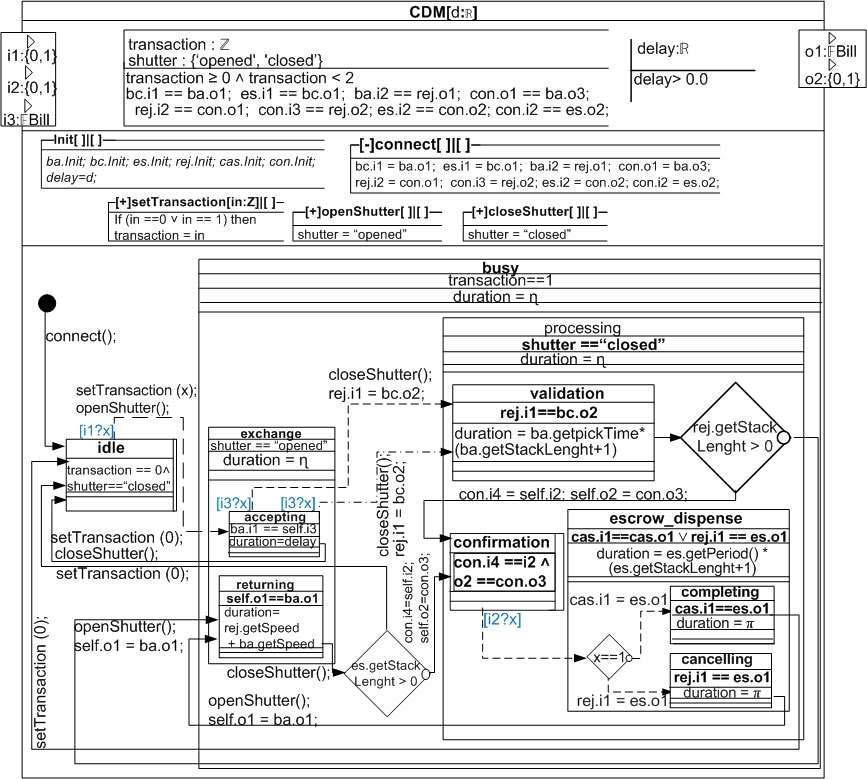 CDM[d:ℝ]
i1:{0,1}
i2:{0,1}
i3:𝔽Bill
transaction : ℤ
shutter : {'opened', 'closed'}
transaction ≥ 0 ∧ transaction < 2
bc.i1 == ba.o1; es.i1 == bc.o1; ba.i2 == rej.o1; con.o1 == ba.o3;
rej.i2 == con.o1; con.i3 == rej.o2; es.i2 == con.o2; con.i2 == es.o2;
delay:ℝ
delay> 0.0
o1:𝔽Bill
o2:{0,1}
Init[ ]|[ ]
ba.Init; bc.Init; es.Init; rej.Init; cas.Init; con.Init;
delay=d;
[-]connect[ ]|[ ]
bc.i1 = ba.o1; es.i1 = bc.o1; ba.i2 = rej.o1; con.o1 = ba.o3;
rej.i2 = con.o1; con.i3 = rej.o2; es.i2 = con.o2; con.i2 = es.o2;
[+]setTransaction[in:Z]|[ ]
If (in ==0 ∨ in == 1) then
transaction = in
[+]openShutter[ ]|[ ]
shutter = “opened”
[+]closeShutter[ ]|[ ]
shutter = “closed”
busy
transaction==1
duration = η
connect();
processing
shutter ==“closed”
duration = η
setTransaction (x);
openShutter();
[i1?x]
idle
transaction == 0∧
shutter==“closed”
closeShutter();
rej.i1 = bc.o2;
exchange
shutter == “opened”
duration = η
[i3?x]
[i3?x]
accepting
ba.i1 == self.i3
duration=delay
closeShutter();
rej.i1 = bc.o2;
validation
rej.i1==bc.o2
duration = ba.getpickTime*
(ba.getStackLenght+1)
rej.getStack
Lenght > 0
con.i4 = self.i2; self.o2 = con.o3;
setTransaction (0);
closeShutter();
setTransaction (0);
returning
self.o1==ba.o1
duration=
rej.getSpeed
+ ba.getSpeed
con.i4=self.i2;
self.o2=con.o3;
confirmation
con.i4 ==i2 ∧
o2 ==con.o3
[i2?x]
escrow_dispense
cas.i1==cas.o1 ∨ rej.i1 == es.o1
duration = es.getPeriod() *
(es.getStackLenght+1)
cas.i1 = es.o1
completing
cas.i1==es.o1
duration = π
x==1
cancelling
rej.i1 == es.o1
duration = π
rej.i1 = es.o1
setTransaction (0);
openShutter();
self.o1 = ba.o1;
closeShutter();
es.getStack
Lenght > 0
openShutter();
self.o1 = ba.o1;